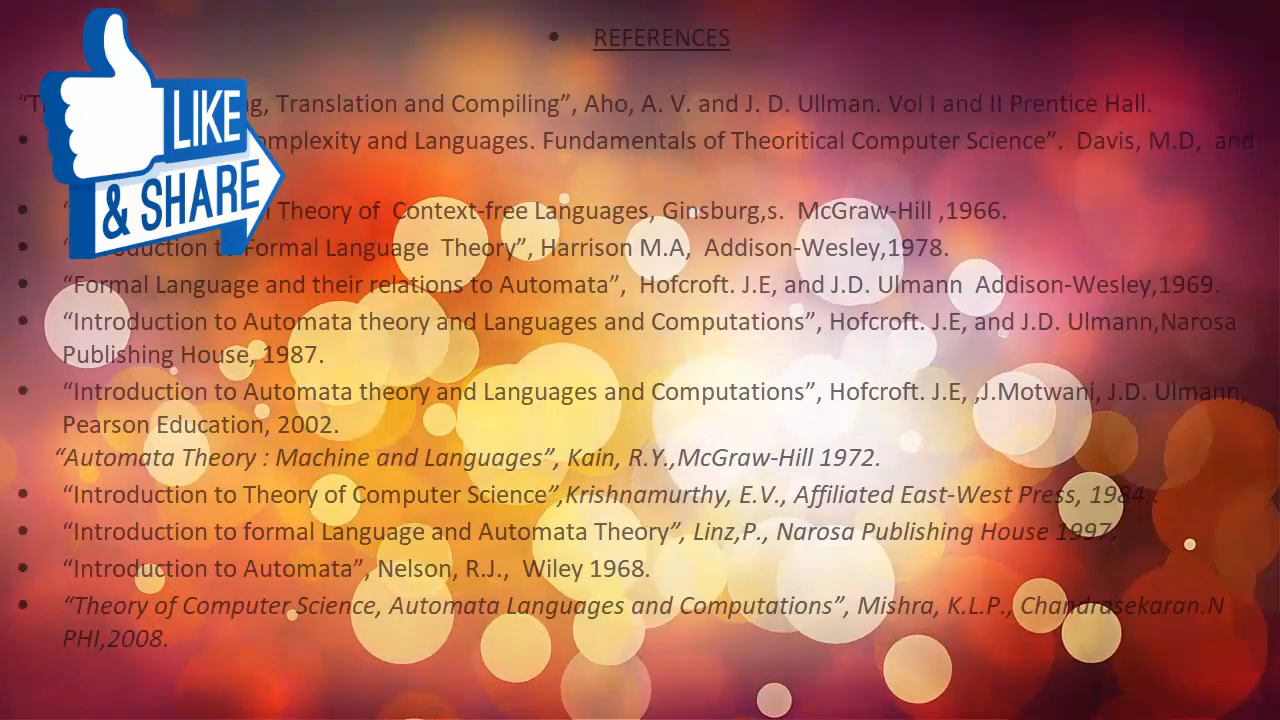 • REFERENCES
LIKE
& SHARE
“T g, Translation and Compiling”, Aho, A. V. and J. D. Ullman. Vol I and II Prentice Hall.
• omplexity and Languages. Fundamentals of Theoritical Computer Science”. Davis, M.D, and
• “ l Theory of Context-free Languages, Ginsburg,s. McGraw-Hill ,1966.
• “Introduction to Formal Language Theory”, Harrison M.A, Addison-Wesley,1978.
• “Formal Language and their relations to Automata”, Hofcroft. J.E, and J.D. Ulmann Addison-Wesley,1969.
• “Introduction to Automata theory and Languages and Computations”, Hofcroft. J.E, and J.D. Ulmann,Narosa
Publishing House, 1987.
• “Introduction to Automata theory and Languages and Computations”, Hofcroft. J.E, ,J.Motwani, J.D. Ulmann,
Pearson Education, 2002.
“Automata Theory : Machine and Languages”, Kain, R.Y.,McGraw-Hill 1972.
• “Introduction to Theory of Computer Science”,Krishnamurthy, E.V., Affiliated East-West Press, 1984..
• “Introduction to formal Language and Automata Theory”, Linz,P., Narosa Publishing House 1997.
• “Introduction to Automata”, Nelson, R.J., Wiley 1968.
• “Theory of Computer Science, Automata Languages and Computations”, Mishra, K.L.P., Chandrasekaran.N
PHI,2008.